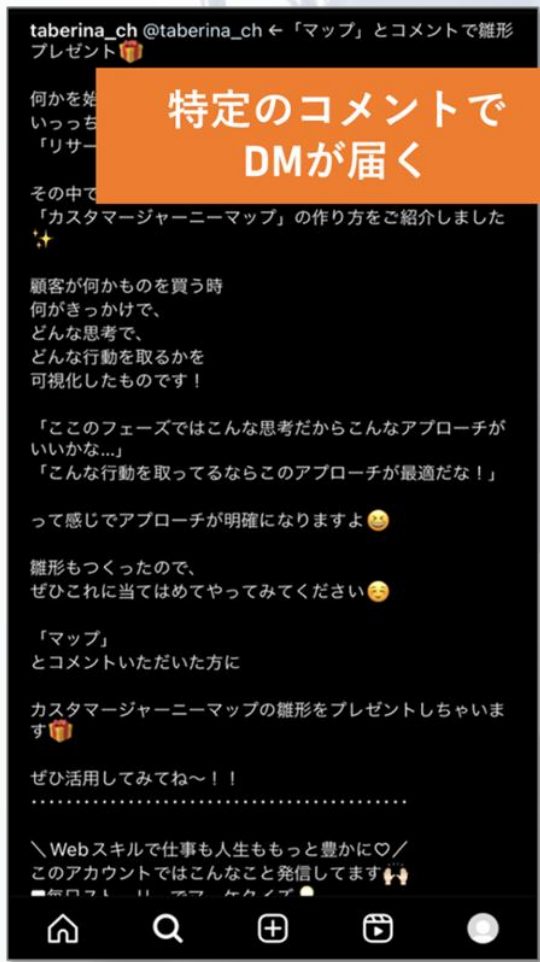 taberina_ch @taberina_ch ←「マップ」とコメントで雛形
プレゼント🎁
特定のコメントで
DMが届く
何かを始
いっっち
「リサー
その中で
「カスタマージャーニーマップ」の作り方をご紹介しました
✨
顧客が何かものを買う時
何がきっかけで、
どんな思考で、
どんな行動を取るかを
可視化したものです！
「ここのフェーズではこんな思考だからこんなアプローチが
いいかな...」
「こんな行動を取ってるならこのアプローチが最適だな！」
って感じでアプローチが明確になりますよ😆
雛形もつくったので、
ぜひこれに当てはめてやってみてください☺️
「マップ」
とコメントいただいた方に
カスタマージャーニーマップの雛形をプレゼントしちゃいま
す🎁
ぜひ活用してみてね〜！！
‥‥‥‥‥‥‥‥‥‥‥‥‥‥‥‥‥‥‥‥
＼Webスキルで仕事も人生ももっと豊かに♡／
このアカウントではこんなこと発信してます🙌🏻